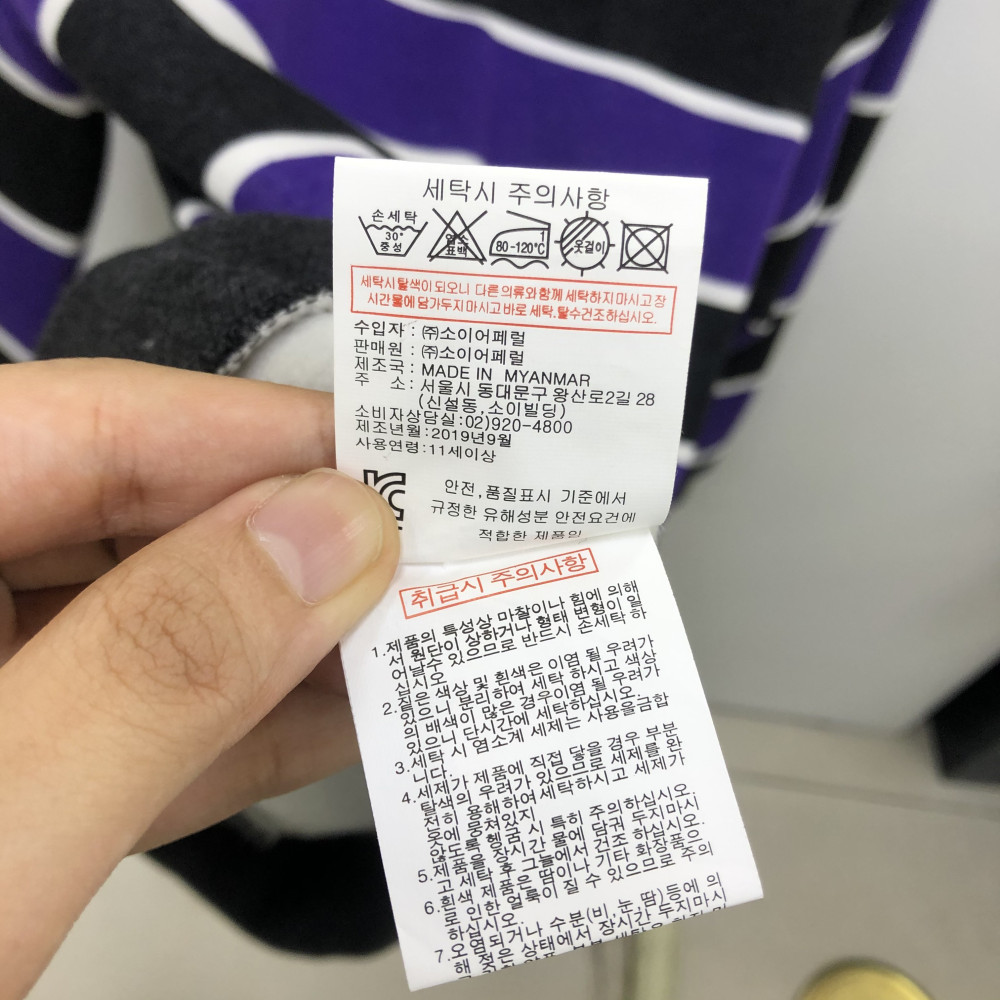 세탁시 주의사항
손세탁
30°
중성
염소
표백
1
80-120°C
옷걸이
세탁시 탈색이 되오니 다른 의류와 함께 세탁하지 마시고 장
시간 물에 담가두지 마시고 바로 세탁.탈수건조하십시오.
수입자 : ㈜소이어페럴
판매원 : ㈜소이어페럴
제조국 : MADE IN MYANMAR
주 소: 서울시 동대문구 왕산로2길 28
(신설동,소이빌딩)
소비자상담실:02)920-4800
제조년월:2019년9월
사용연령:11세이상
안전,품질표시 기준에서
규정한 유해성분 안전요건에
적합한 제품임
취급시 주의사항
1.제품의 특성상 마찰이나 힘에 의해
서 원단이 상하거나 형태 변형이 일
어날수 있으므로 반드시 손세탁 하
십시오.
2.짙은 색상 및 흰색은 이염 될 우려가
있으니 분리하여 세탁 하시고 색상
의 배색이 많은 경우이염 될 우려가
있으니 단시간에 세탁하십시오.
3.세탁 시 염소계 세제는 사용을금합
니다.
4.세제가 제품에 직접 닿을 경우 부분
탈색의 우려가 있으므로 세제를 완
전히 용해하여세탁하시고 세제가
옷에 뭉쳐있지
않도록 헹굼 시 특히 주의하십시오.
5.제품을 장시간 물에 담궈 두지마시
고 세탁 후 그늘에서 건조 하십시오.
6.흰색 제품은 땀이나 기타 화장품으
로 인한 얼룩이 질 수 있으므로 주의
하십시오.
7.오염되거나 수분(비,눈,땀)등에 의
해 젖은 상태에서 장시간 두지마시